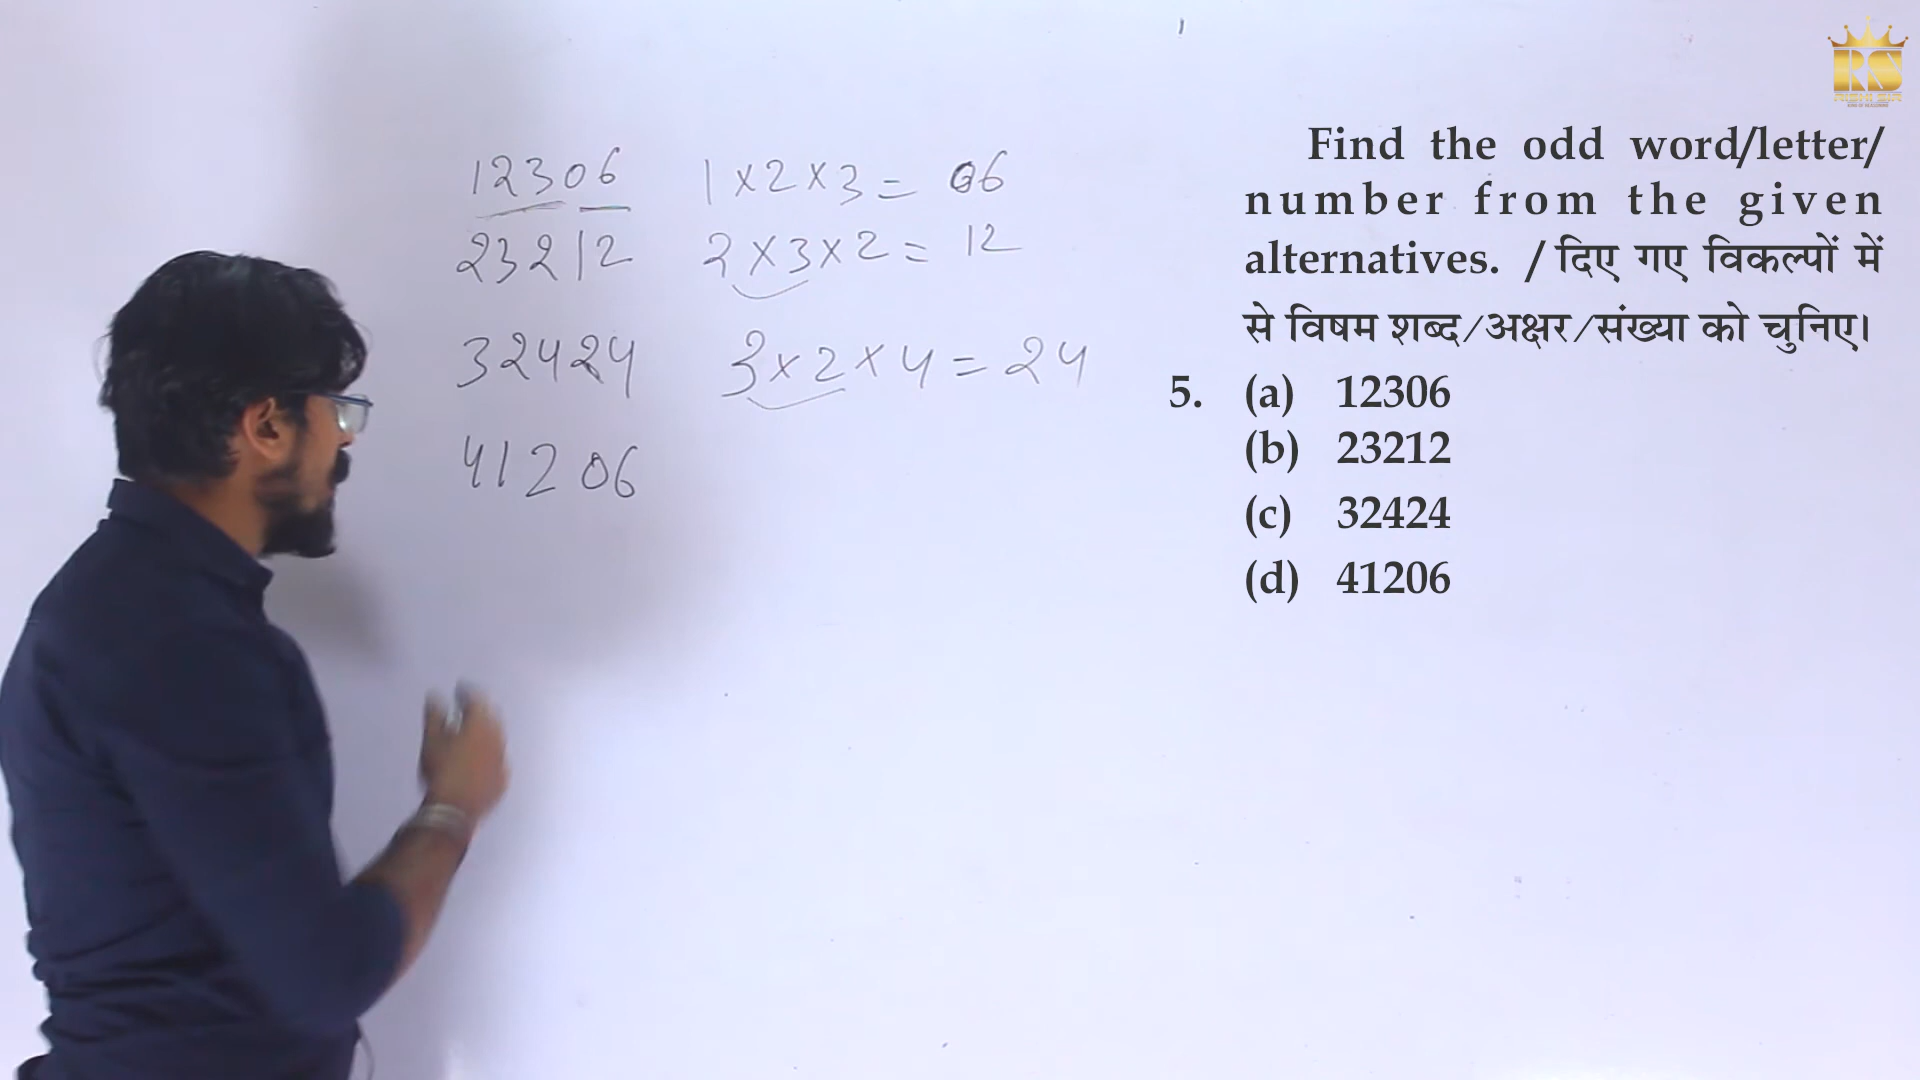 12306 1×2×3 = 06
23212 2×3×2 = 12
32424 3×2×4 = 24
41206
RS
Find the odd word/letter/
number from the given
alternatives. / दिए गए विकल्पों में
से विषम शब्द/अक्षर/संख्या को चुनिए।
5. (a) 12306
(b) 23212
(c) 32424
(d) 41206